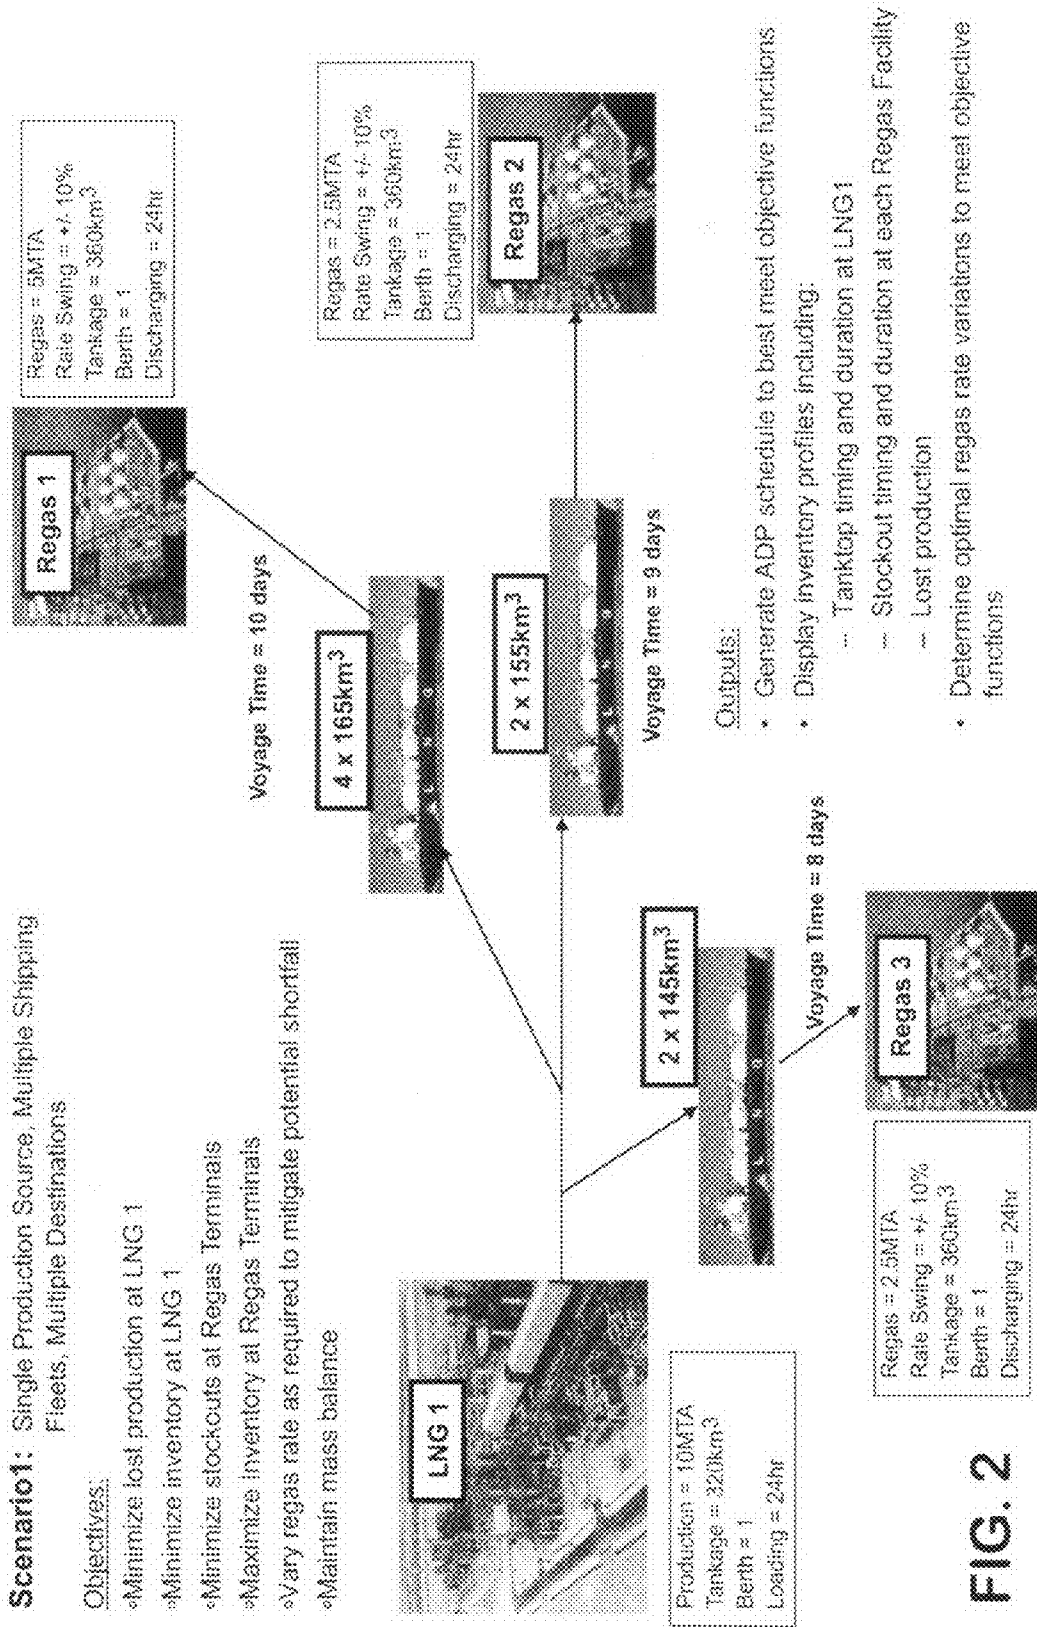 Scenario1: Single Production Source, Multiple Shipping
Fleets, Multiple Destinations
Objectives:
◦Minimize lost production at LNG 1
◦Minimize inventory at LNG 1
◦Minimize stockouts at Regas Terminals
◦Maximize Inventory at Regas Terminals
◦Vary regas rate as required to mitigate potential shortfall
◦Maintain mass balance
LNG 1
Production = 10MTA
Tankage = 320km³
Berth = 1
Loading = 24hr
4 x 165km³
Voyage Time = 10 days
Regas 1
Regas = 5MTA
Rate Swing = +/- 10%
Tankage = 360km³
Berth = 1
Discharging = 24hr
2 x 155km³
Voyage Time = 9 days
Regas 2
Regas = 2.5MTA
Rate Swing = +/- 10%
Tankage = 360km³
Berth = 1
Discharging = 24hr
2 x 145km³
Voyage Time = 8 days
Regas 3
Regas = 2.5MTA
Rate Swing = +/- 10%
Tankage = 360km³
Berth = 1
Discharging = 24hr
Outputs:
• Generate ADP schedule to best meet objective functions
• Display inventory profiles including:
– Tanktop timing and duration at LNG1
– Stockout timing and duration at each Regas Facility
– Lost production
• Determine optimal regas rate variations to meet objective
functions
FIG. 2